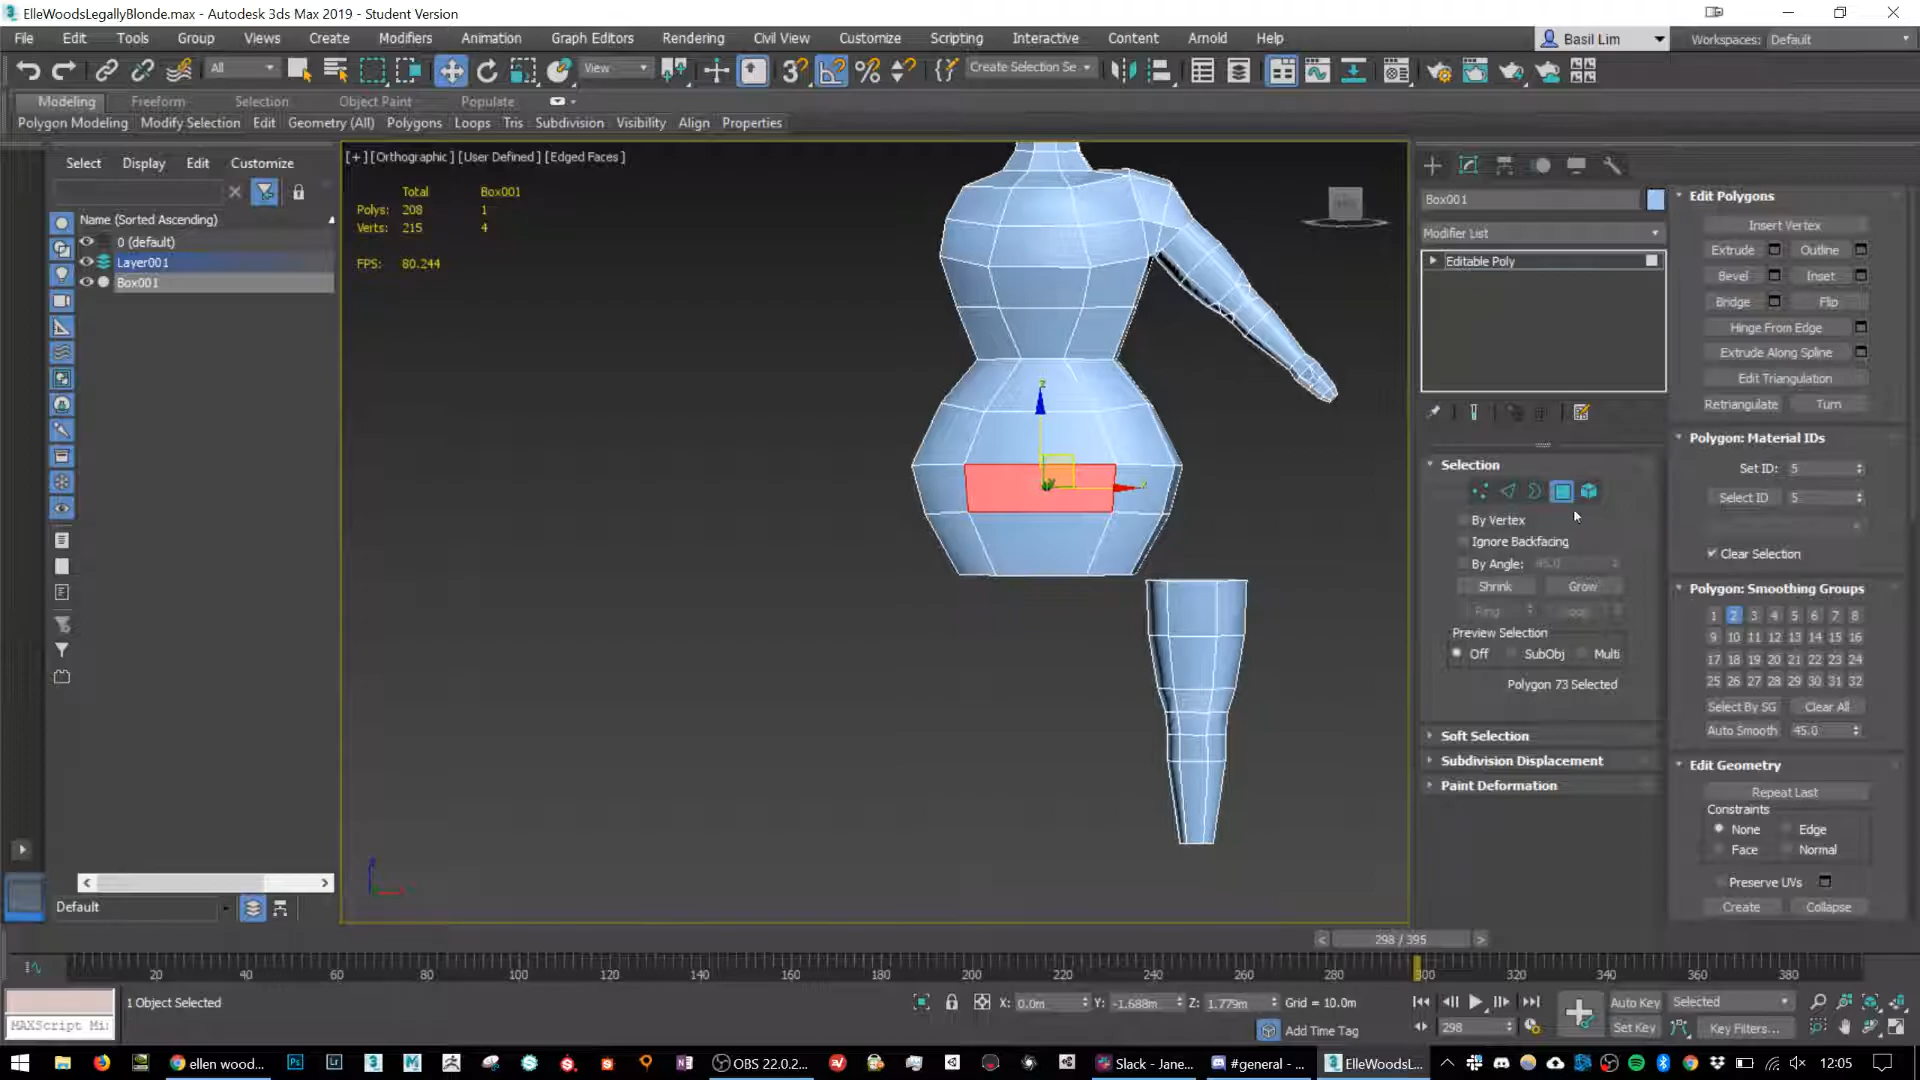 ElleWoodsLegallyBlonde.max - Autodesk 3ds Max 2019 - Student Version
File Edit Tools Group Views Create Modifiers Animation Graph Editors Rendering Civil View Customize Scripting Interactive Content Arnold Help Basil Lim Workspaces: Default
All View Create Selection Se
Modeling Freeform Selection Object Paint Populate
Polygon Modeling Modify Selection Edit Geometry (All) Polygons Loops Tris Subdivision Visibility Align Properties
Select Display Edit Customize
Name (Sorted Ascending)
0 (default)
Layer001
Box001
Default
[+] [Orthographic] [User Defined] [Edged Faces]
Total Box001
Polys: 208 1
Verts: 215 4
FPS: 80.244
Box001
Modifier List
Editable Poly
Selection
By Vertex
Ignore Backfacing
By Angle: 45.0
Shrink Grow
Ring Loop
Preview Selection
Off SubObj Multi
Polygon 73 Selected
Soft Selection
Subdivision Displacement
Paint Deformation
Edit Polygons
Insert Vertex
Extrude Outline
Bevel Inset
Bridge Flip
Hinge From Edge
Extrude Along Spline
Edit Triangulation
Retriangulate Turn
Polygon: Material IDs
Set ID: 5
Select ID 5
Clear Selection
Polygon: Smoothing Groups
1 2 3 4 5 6 7 8
9 10 11 12 13 14 15 16
17 18 19 20 21 22 23 24
25 26 27 28 29 30 31 32
Select By SG Clear All
Auto Smooth 45.0
Edit Geometry
Repeat Last
Constraints
None Edge
Face Normal
Preserve UVs
Create Collapse
< 298 / 395 >
20 40 60 80 100 120 140 160 180 200 220 240 260 280 300 320 340 360 380
1 Object Selected X: 0.0m Y: -1.688m Z: 1.779m Grid = 10.0m Auto Key Selected
MAXScript Mi Add Time Tag 298 Set Key Key Filters...
ellen wood... Ps Lr OBS 22.0.2... Slack - Jane... #general - ... ElleWoodsL... 12:05